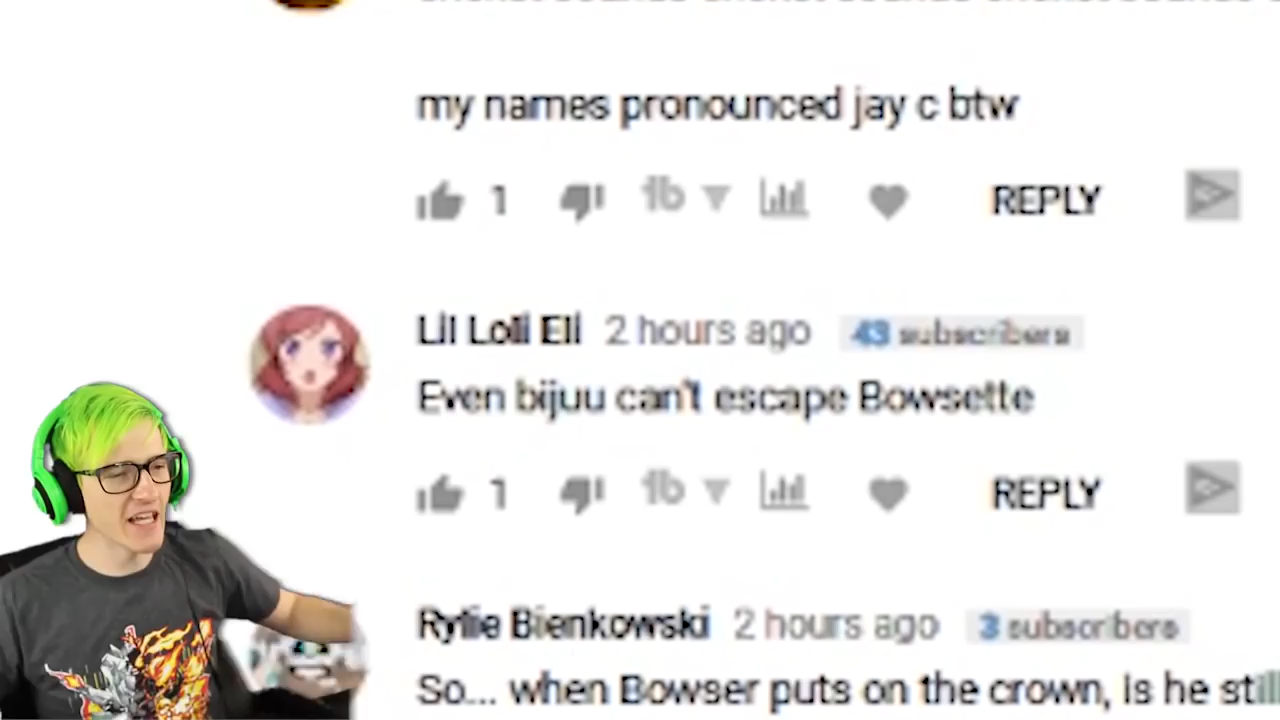 my names pronounced jay c btw
1 REPLY
Lil Loli Eli 2 hours ago 43 subscribers
Even bijuu can't escape Bowsette
1 REPLY
Rylie Bienkowski 2 hours ago 3 subscribers
So... when Bowser puts on the crown, is he still